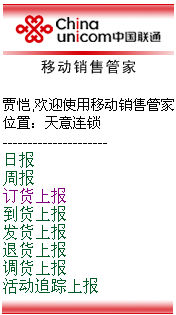 China
unicom中国联通
移动销售管家
贾恺,欢迎使用移动销售管家
位置：天意连锁
--------------------
日报
周报
订货上报
到货上报
发货上报
退货上报
调货上报
活动追踪上报